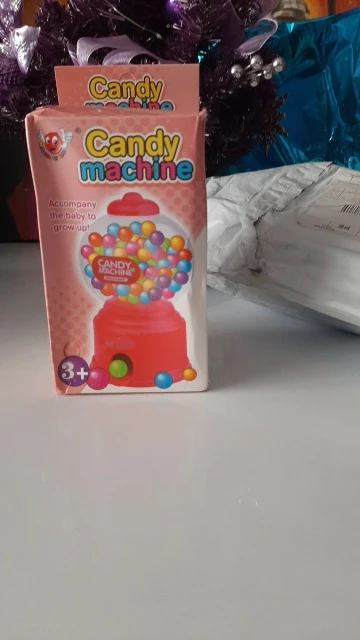 Candy
machine
Candy
machine
Accompany
the baby to
grow up!
CANDY
MACHINE
3+